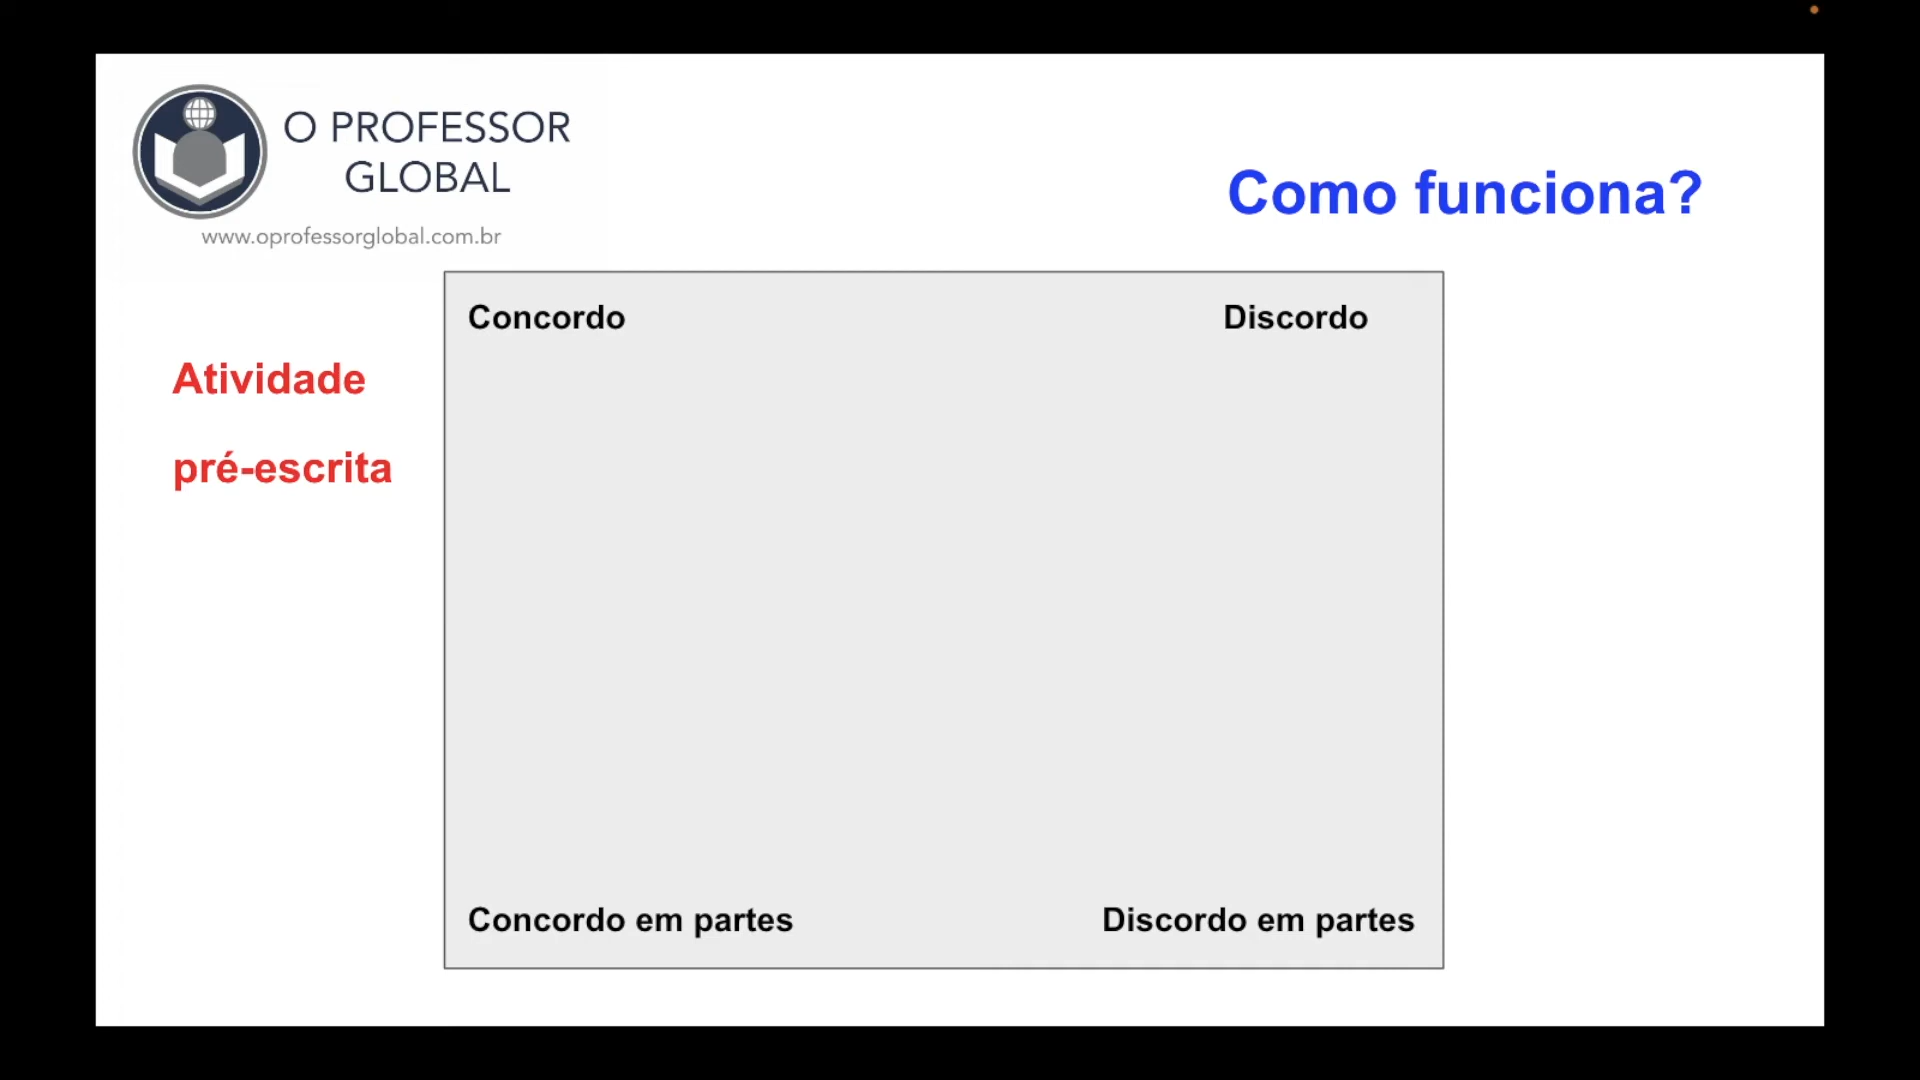 O PROFESSOR
GLOBAL
www.oprofessorglobal.com.br
Como funciona?
Atividade
pré-escrita
Concordo
Discordo
Concordo em partes
Discordo em partes